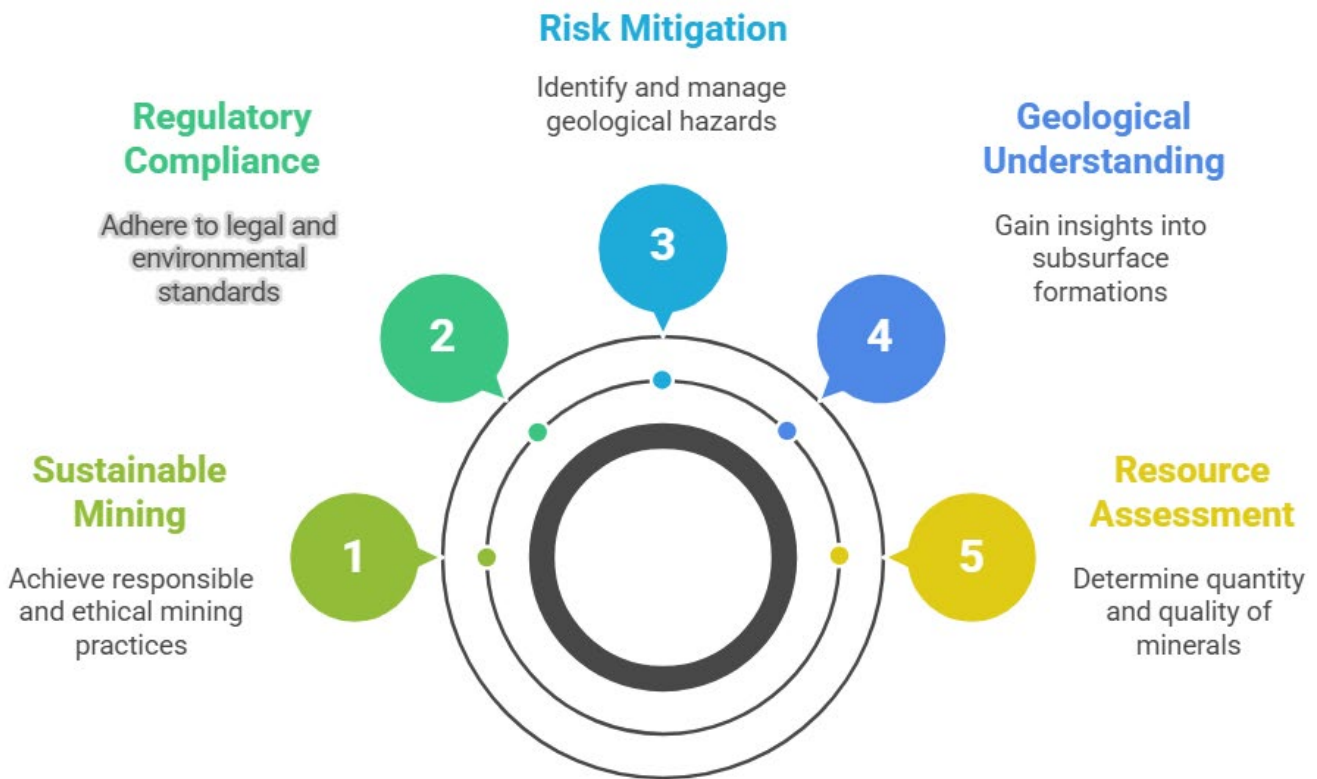 Sustainable
Mining
Achieve responsible
and ethical mining
practices
1
Regulatory
Compliance
Adhere to legal and
environmental
standards
2
Risk Mitigation
Identify and manage
geological hazards
3
Geological
Understanding
Gain insights into
subsurface
formations
4
Resource
Assessment
Determine quantity
and quality of
minerals
5